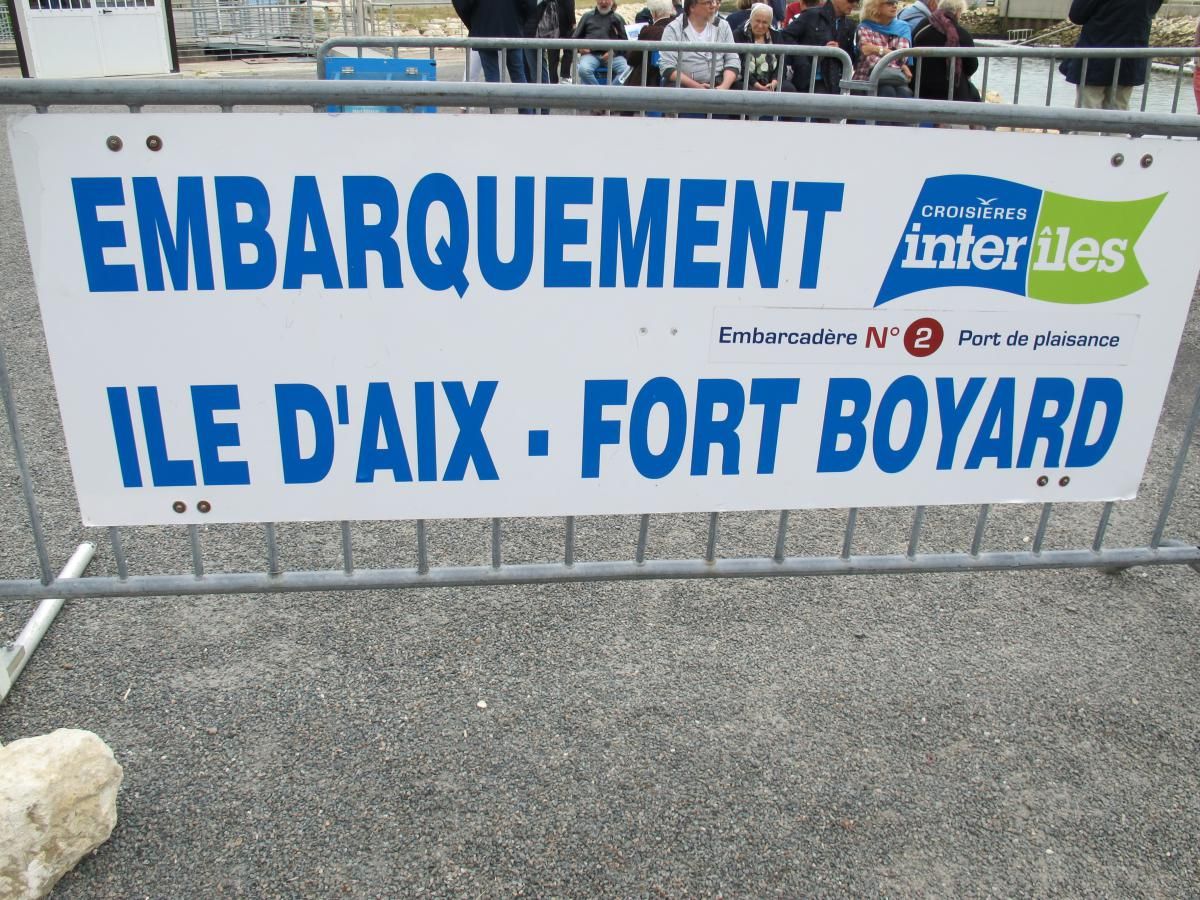 EMBARQUEMENT
CROISIÈRES
inter îles
Embarcadère N° 2 Port de plaisance
ILE D'AIX - FORT BOYARD